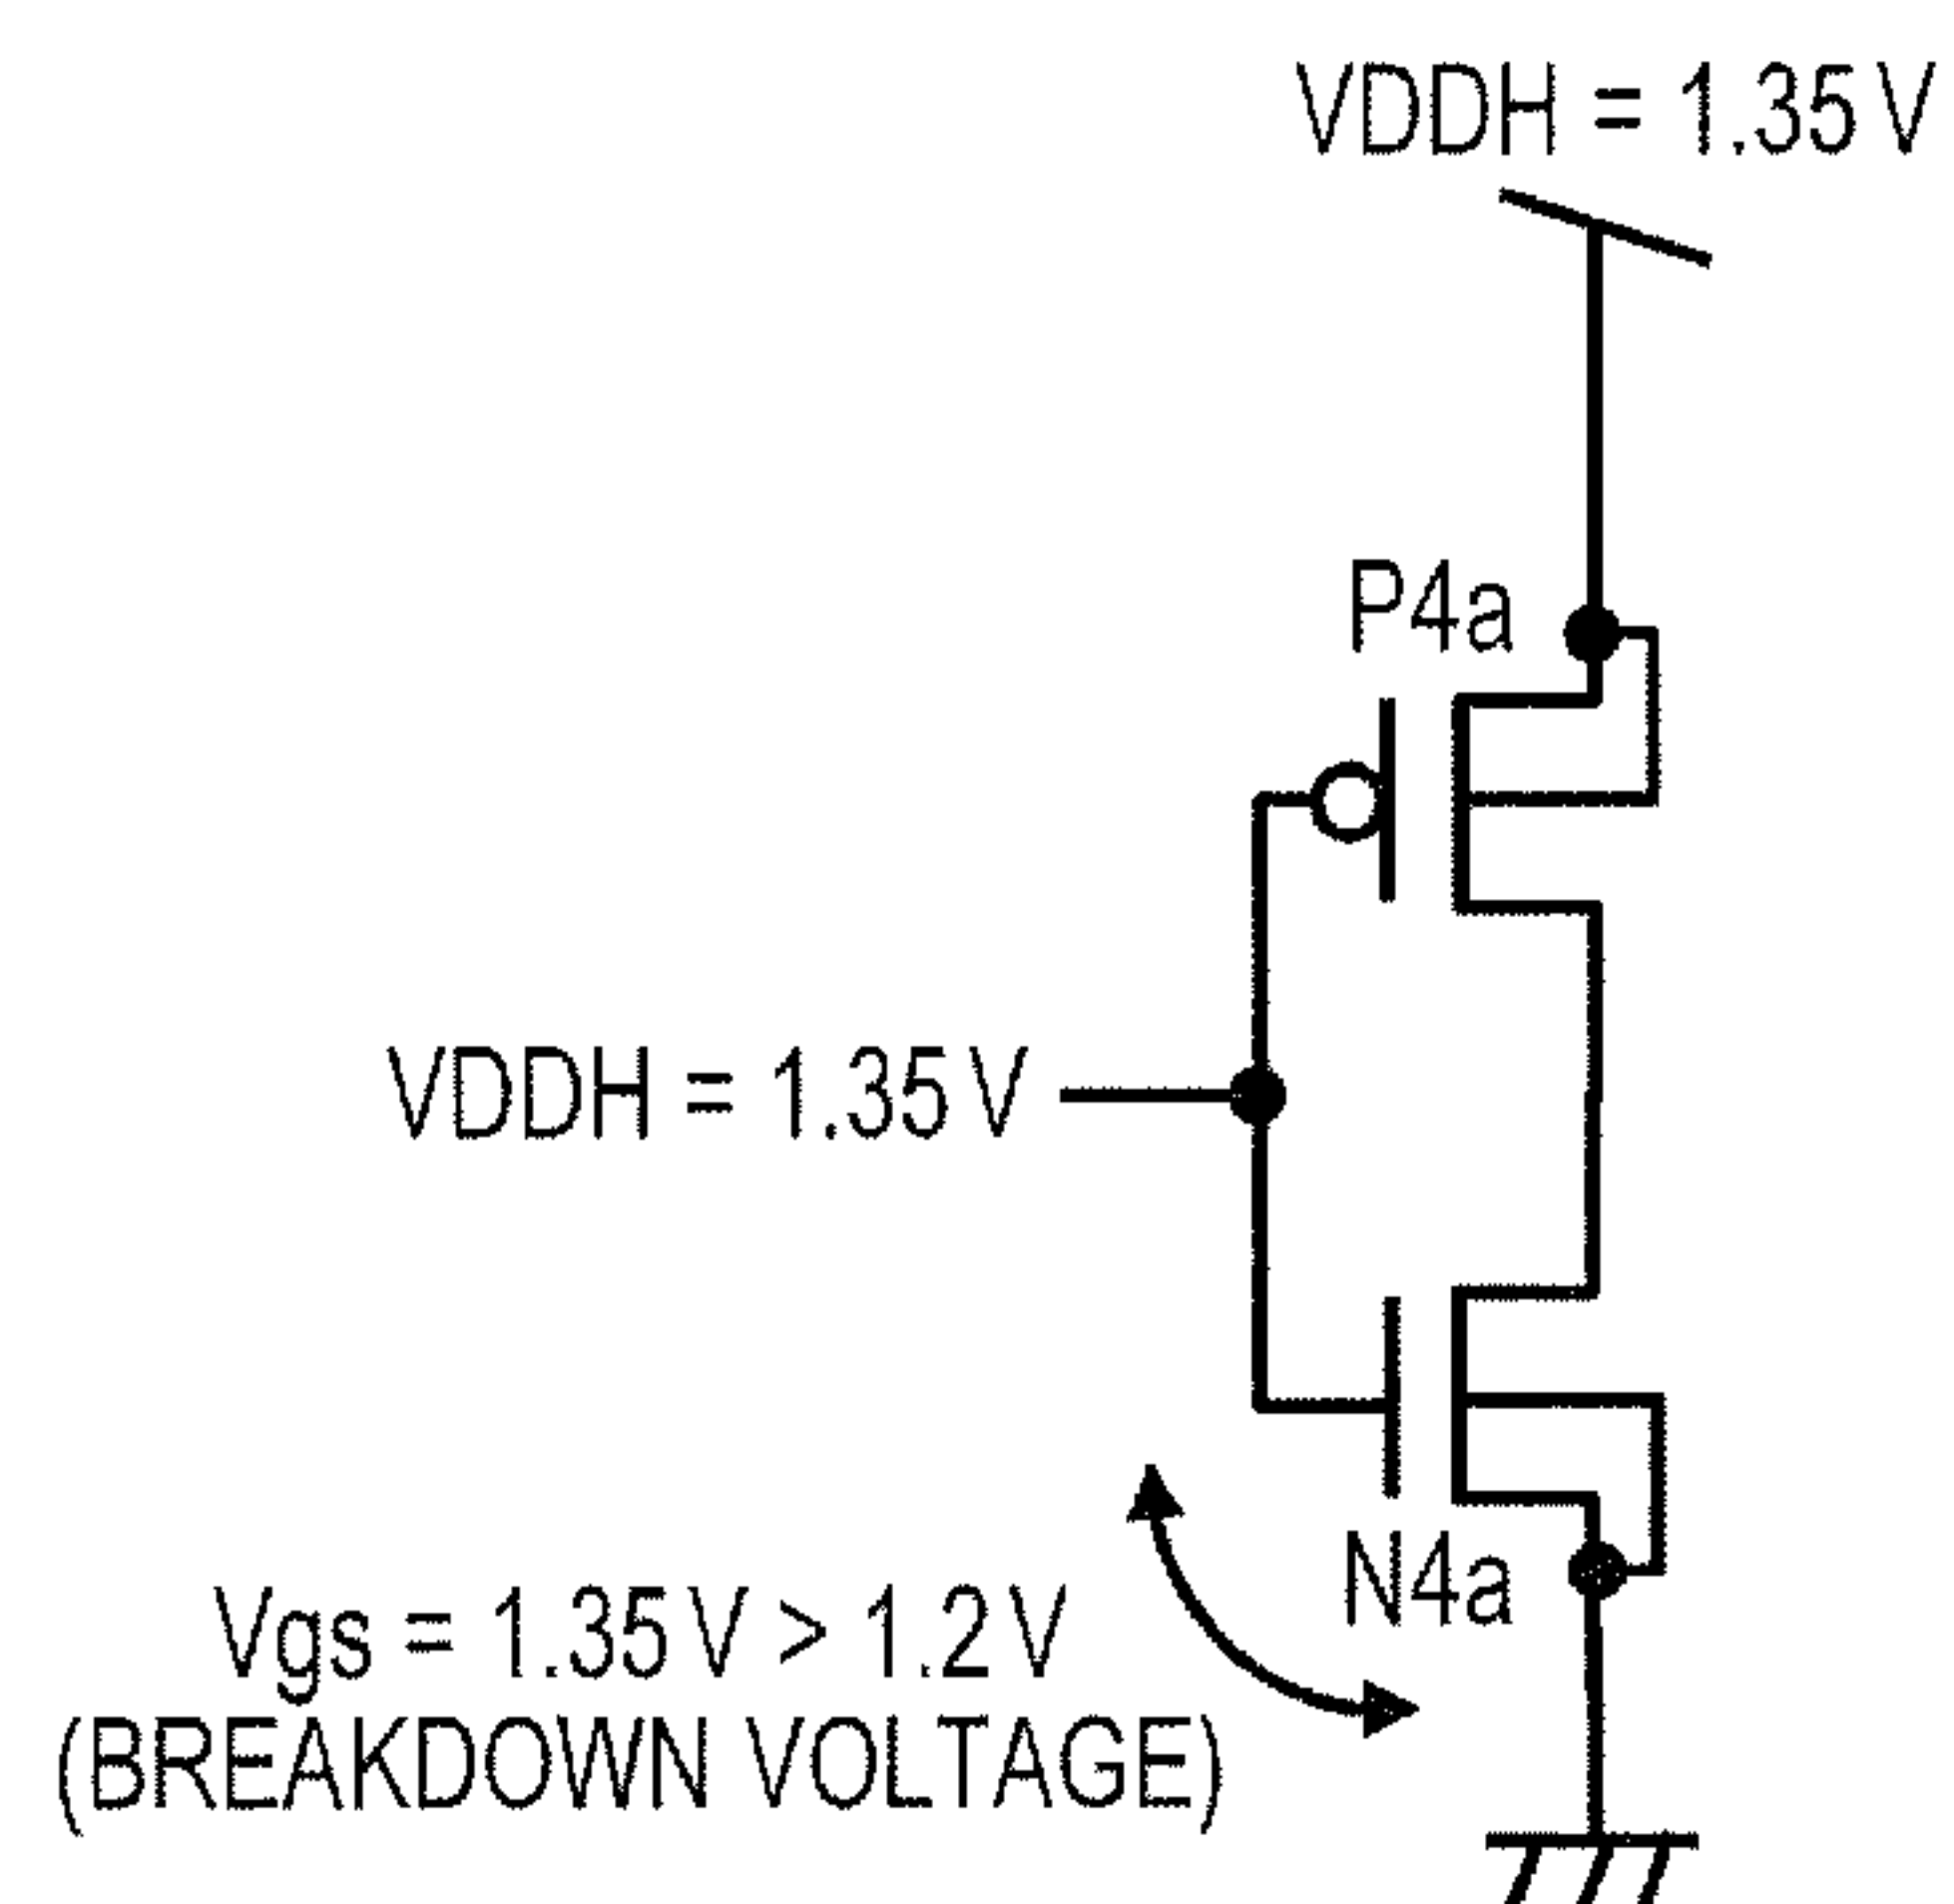 VDDH = 1.35 V
P4a
VDDH = 1.35 V
N4a
Vgs = 1.35 V > 1.2 V
(BREAKDOWN VOLTAGE)